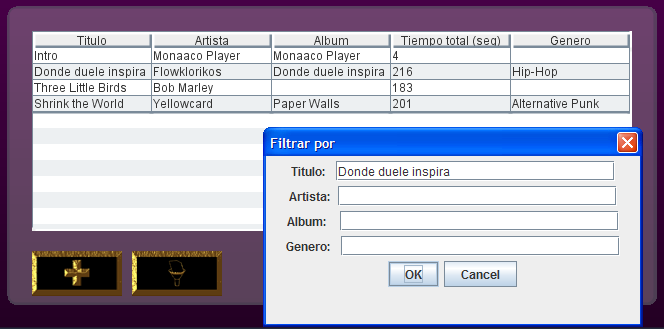 Titulo Artista Album Tiempo total (seg) Genero
Intro Monaaco Player Monaaco Player 4
Donde duele inspira Flowklorikos Donde duele inspira 216 Hip-Hop
Three Little Birds Bob Marley 183
Shrink the World Yellowcard Paper Walls 201 Alternative Punk
Filtrar por
Titulo: Donde duele inspira
Artista:
Album:
Genero:
OK Cancel